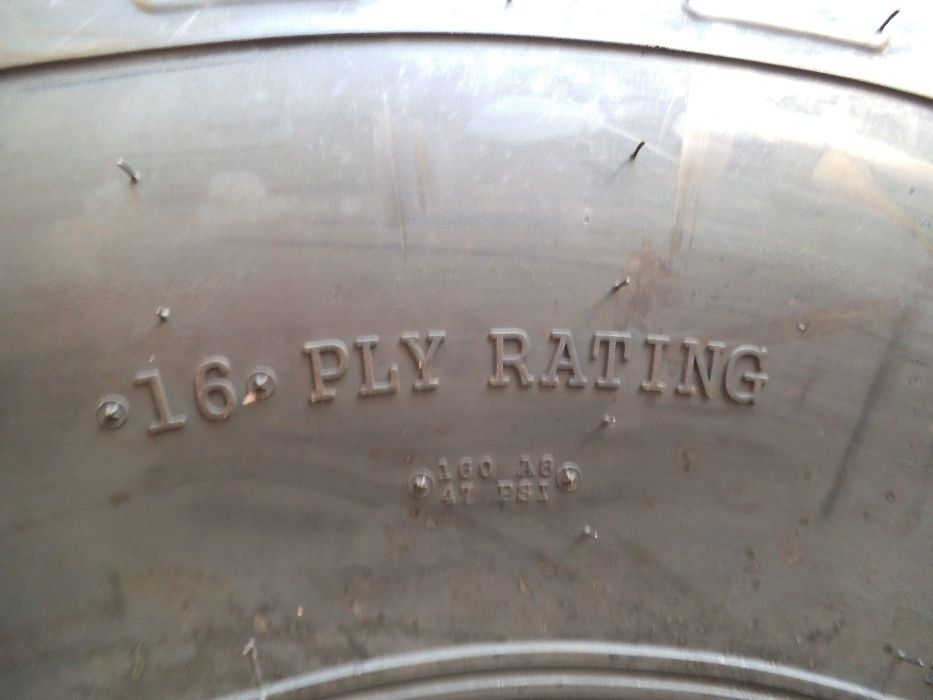 16 PLY RATING
160 A8
47 PSI